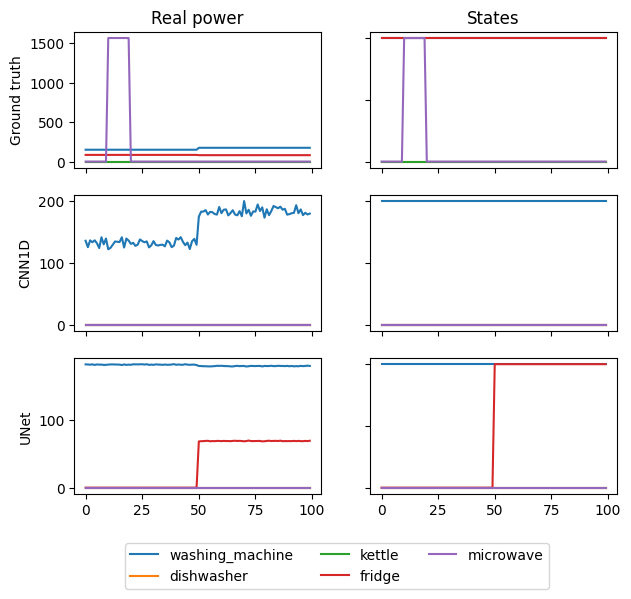 Real power
States
Ground truth
1500
1000
500
0
CNN1D
200
100
0
UNet
100
0
0 25 50 75 100
0 25 50 75 100
washing_machine kettle microwave
dishwasher fridge